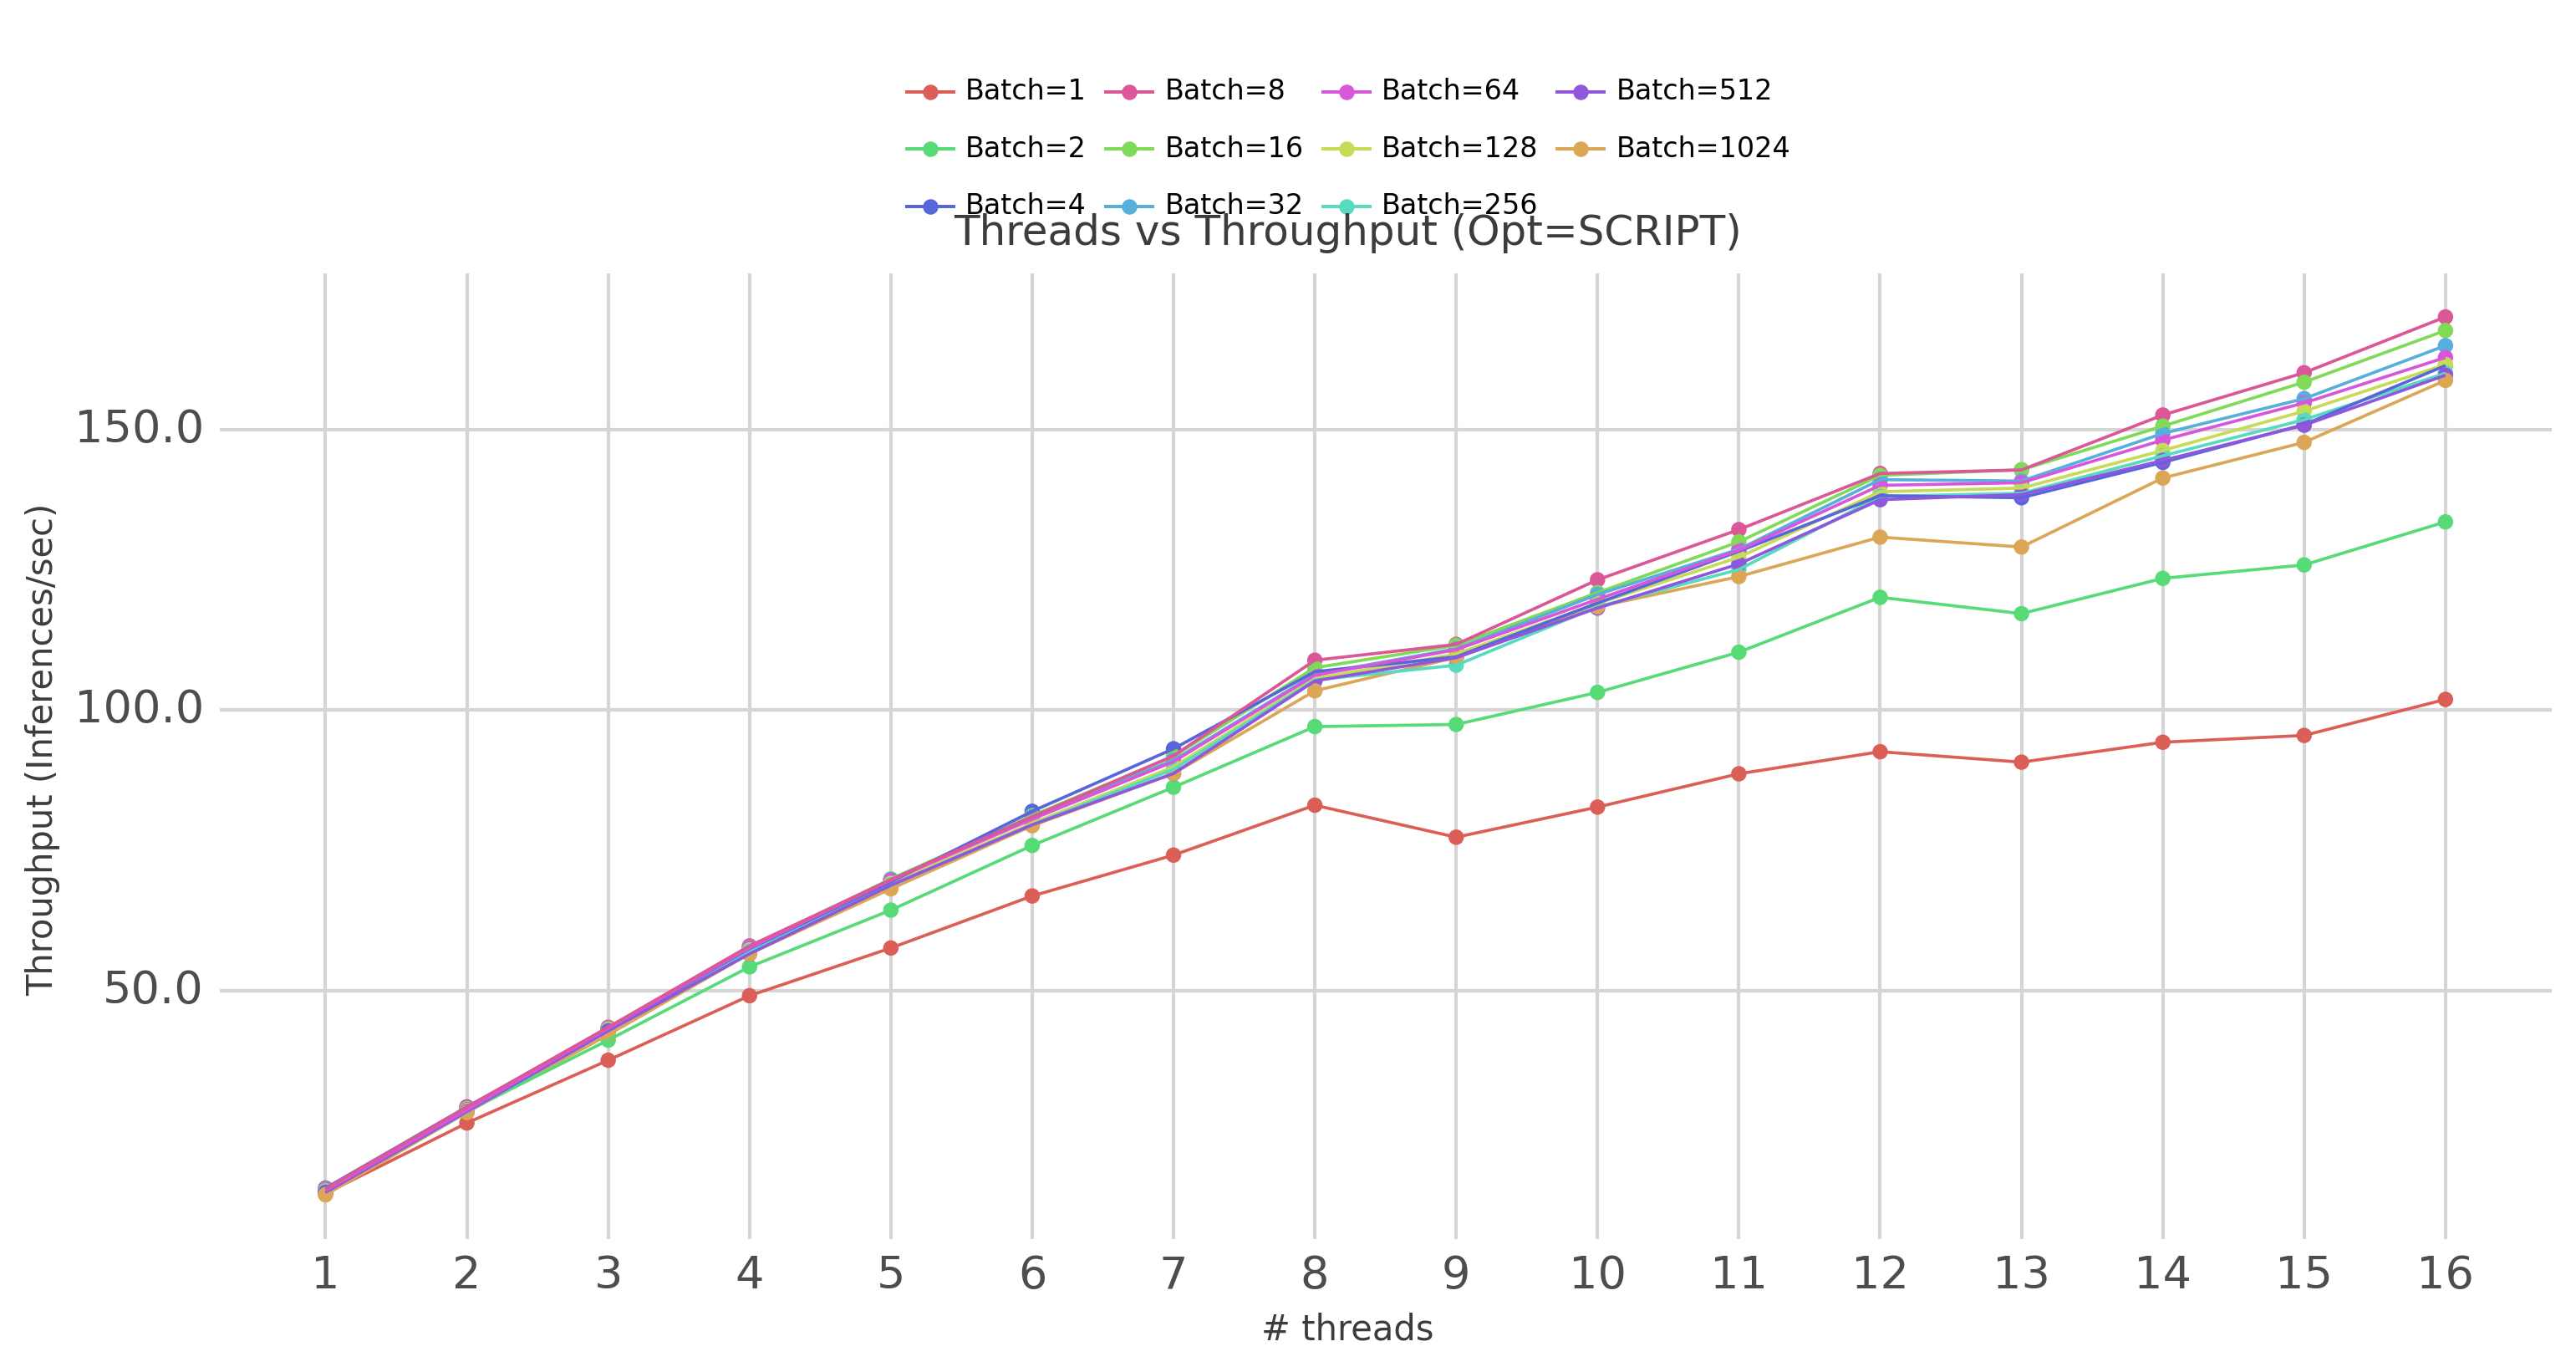 Batch=1 Batch=8 Batch=64 Batch=512
Batch=2 Batch=16 Batch=128 Batch=1024
Batch=4 Batch=32 Batch=256
Threads vs Throughput (Opt=SCRIPT)
Throughput (Inferences/sec)
150.0
100.0
50.0
1 2 3 4 5 6 7 8 9 10 11 12 13 14 15 16
# threads